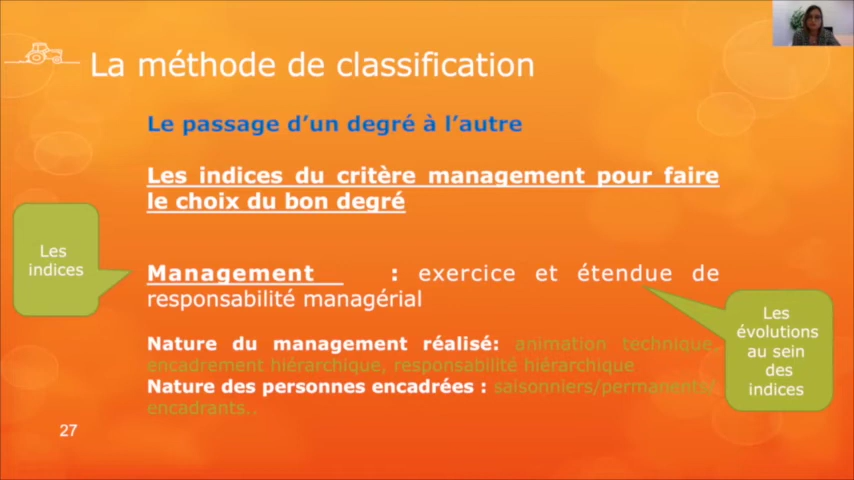 La méthode de classification
Le passage d'un degré à l'autre
Les indices du critère management pour faire
le choix du bon degré
Les
indices
Management : exercice et étendue de
responsabilité managérial
Les
évolutions
au sein
des
indices
Nature du management réalisé: animation technique,
encadrement hiérarchique, responsabilité hiérarchique
Nature des personnes encadrées : saisonniers/permanents/
encadrants..
27